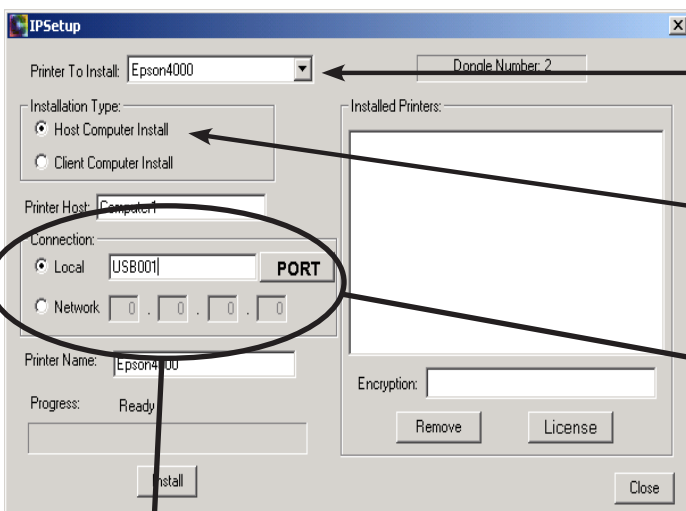 IPSetup
Printer To Install: Epson4000
Dongle Number: 2
Installation Type:
Host Computer Install
Client Computer Install
Printer Host: Computer1
Connection:
Local USB001 PORT
Network 0 . 0 . 0 . 0
Printer Name: Epson4000
Progress: Ready
Install
Installed Printers:
Encryption:
Remove License
Close